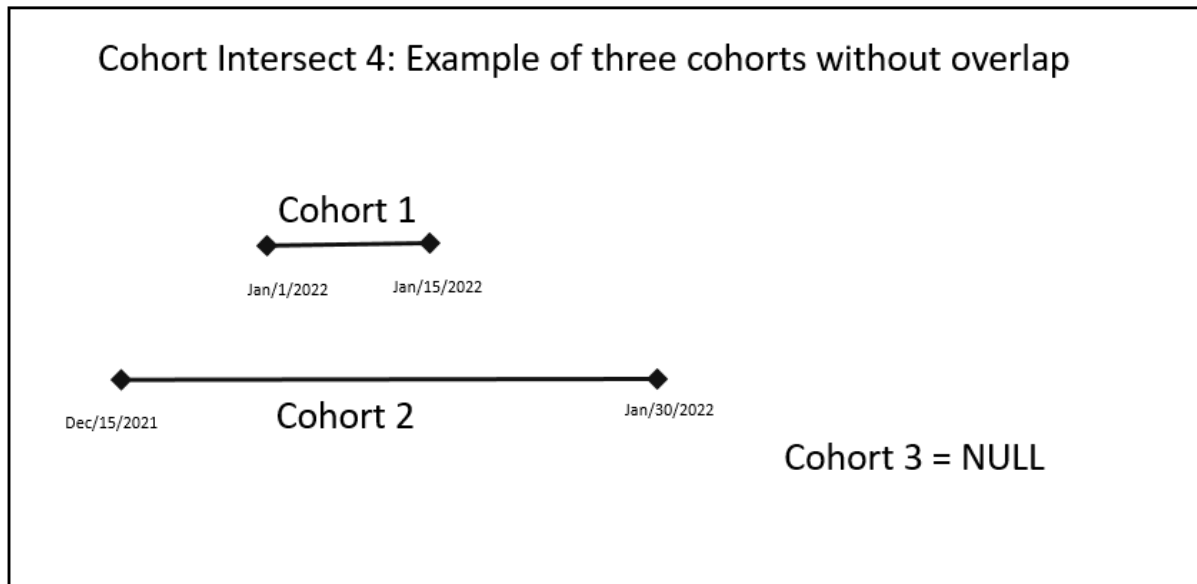 Cohort Intersect 4: Example of three cohorts without overlap
Cohort 1
Jan/1/2022 Jan/15/2022
Dec/15/2021 Cohort 2 Jan/30/2022
Cohort 3 = NULL